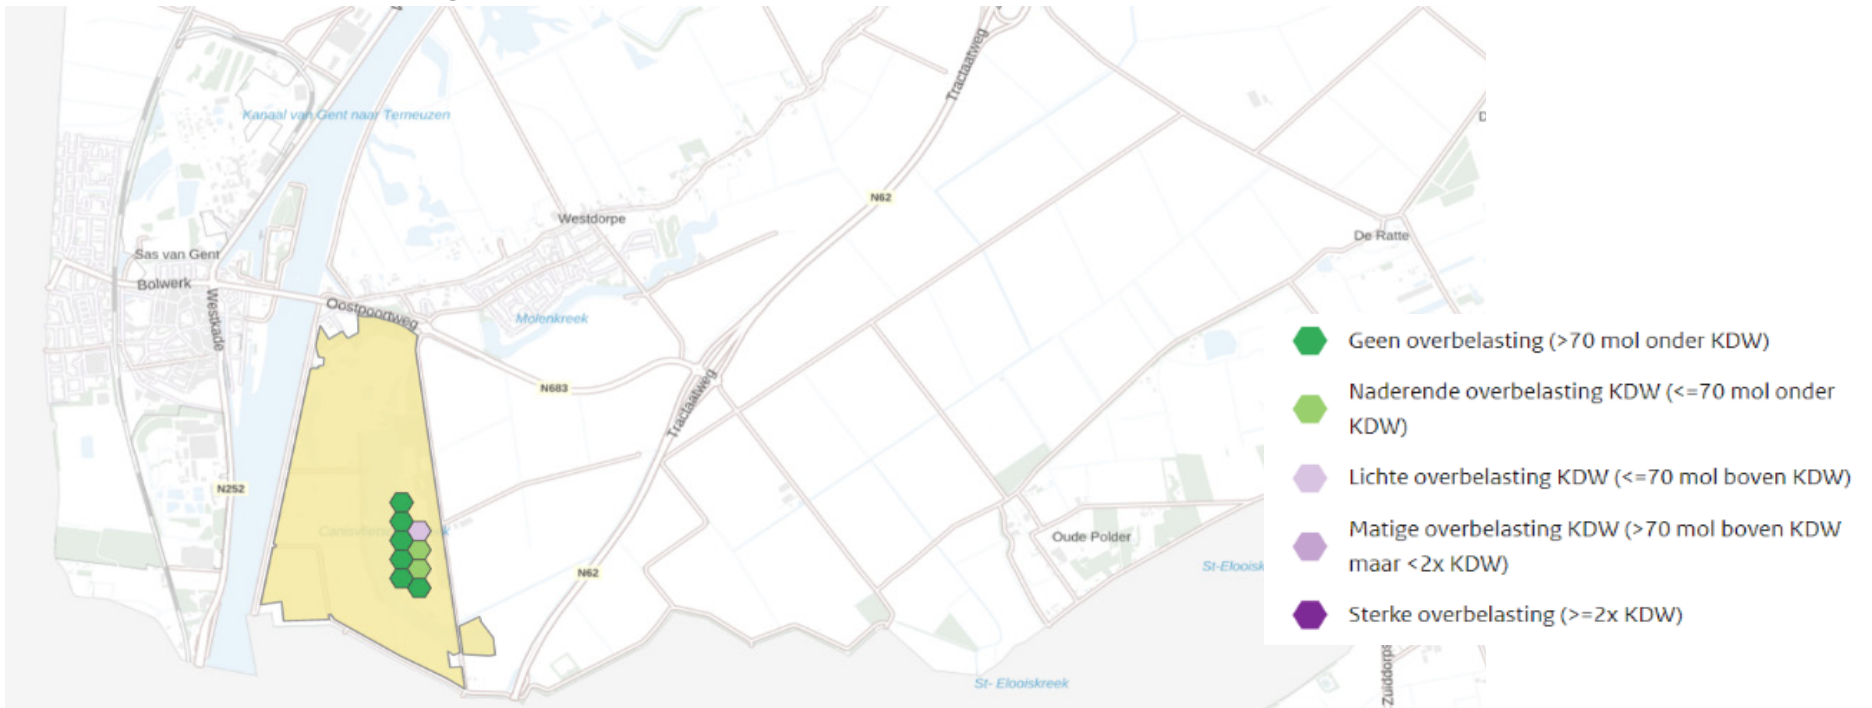 Tractaatweg
Kanaal van Gent naar Terneuzen
N62
Westdorpe
De Ratte
Sas van Gent
Bolwerk
Westkade
Oostpoortweg
Molenkreek
N683
Tractaatweg
N252
N62
Oude Polder
St-Elooisk
St- Elooiskreek
Zuiddorps
Geen overbelasting (>70 mol onder KDW)
Naderende overbelasting KDW (<=70 mol onder
KDW)
Lichte overbelasting KDW (<=70 mol boven KDW)
Matige overbelasting KDW (>70 mol boven KDW
maar <2x KDW)
Sterke overbelasting (>=2x KDW)